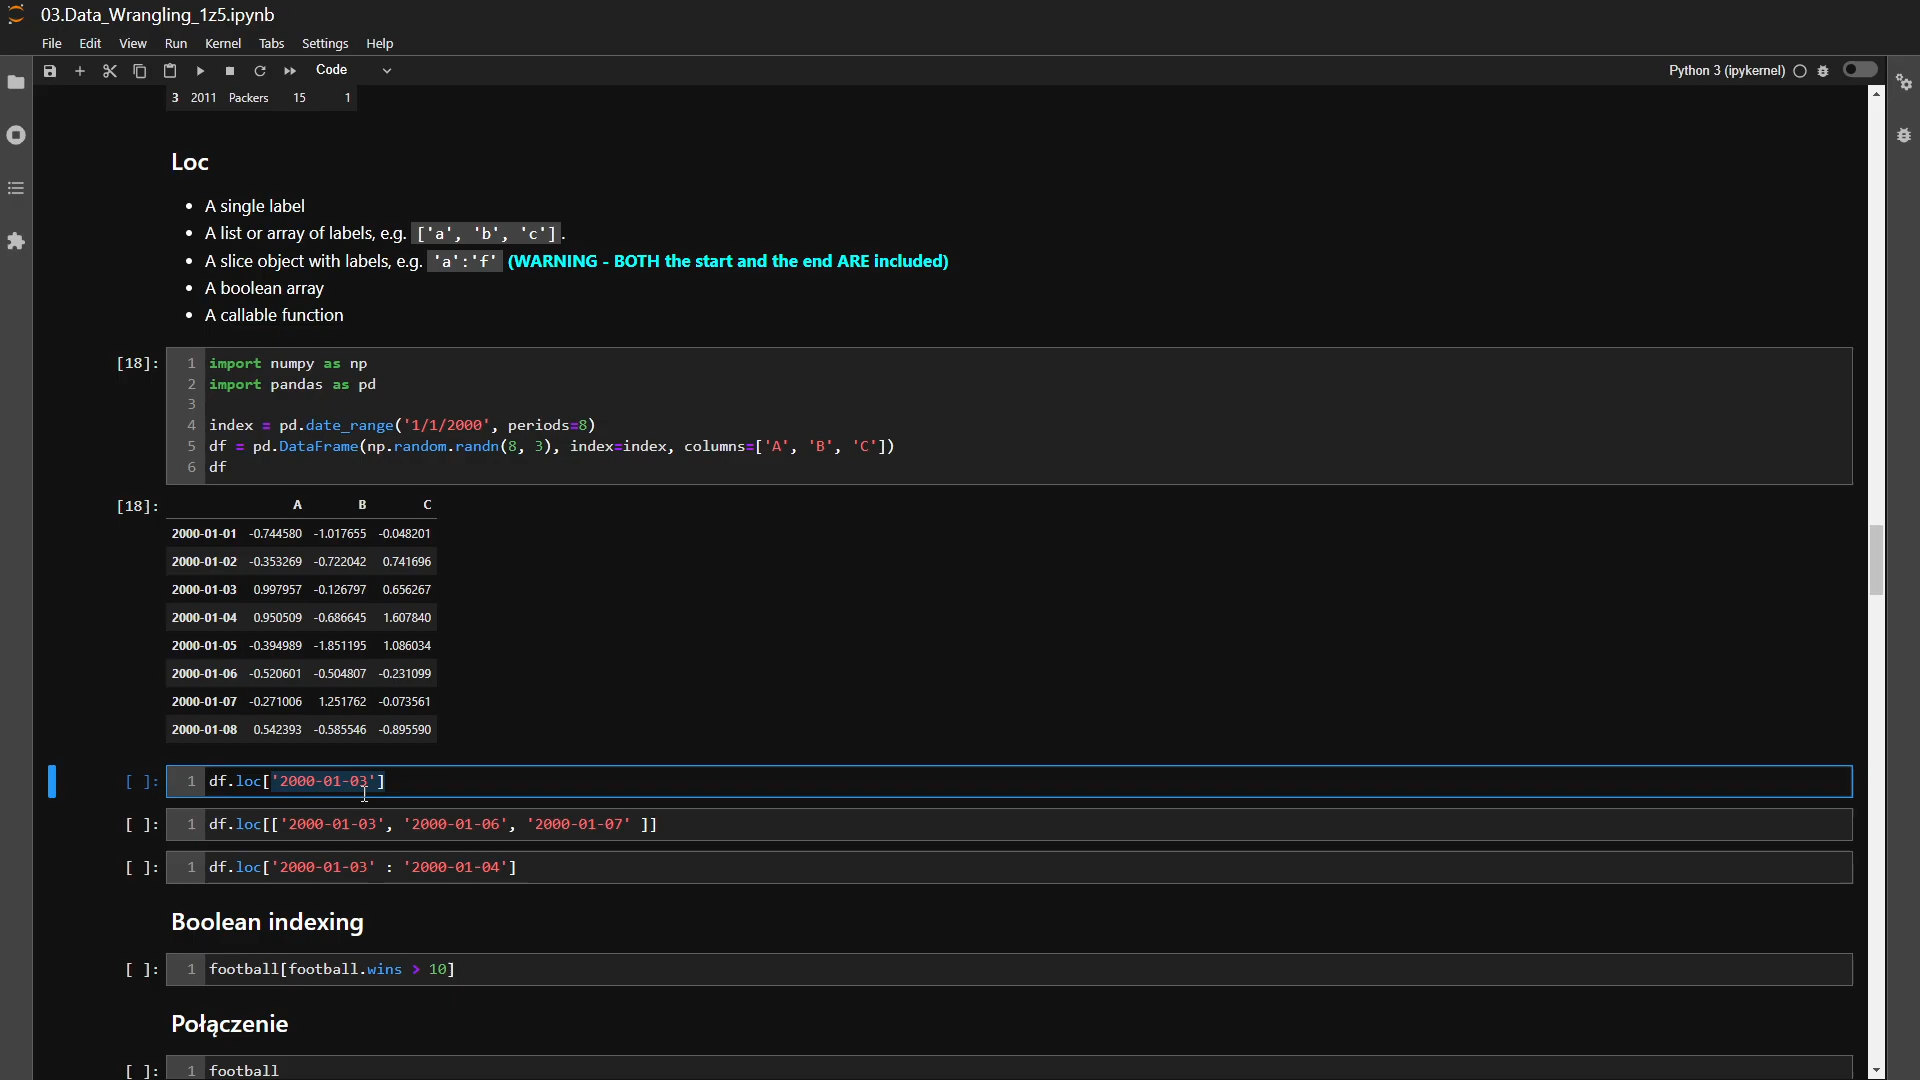 03.Data_Wrangling_1z5.ipynb
File Edit View Run Kernel Tabs Settings Help
Code Python 3 (ipykernel)
3 2011 Packers 15 1
Loc
• A single label
• A list or array of labels, e.g. ['a', 'b', 'c'].
• A slice object with labels, e.g. 'a':'f' (WARNING - BOTH the start and the end ARE included)
• A boolean array
• A callable function
[18]: 1 import numpy as np
2 import pandas as pd
3
4 index = pd.date_range('1/1/2000', periods=8)
5 df = pd.DataFrame(np.random.randn(8, 3), index=index, columns=['A', 'B', 'C'])
6 df
[18]: A B C
2000-01-01 -0.744580 -1.017655 -0.048201
2000-01-02 -0.353269 -0.722042 0.741696
2000-01-03 0.997957 -0.126797 0.656267
2000-01-04 0.950509 -0.686645 1.607840
2000-01-05 -0.394989 -1.851195 1.086034
2000-01-06 -0.520601 -0.504807 -0.231099
2000-01-07 -0.271006 1.251762 -0.073561
2000-01-08 0.542393 -0.585546 -0.895590
[ ]: 1 df.loc['2000-01-03']
[ ]: 1 df.loc[['2000-01-03', '2000-01-06', '2000-01-07' ]]
[ ]: 1 df.loc['2000-01-03' : '2000-01-04']
Boolean indexing
[ ]: 1 football[football.wins > 10]
Połączenie
[ ]: 1 football